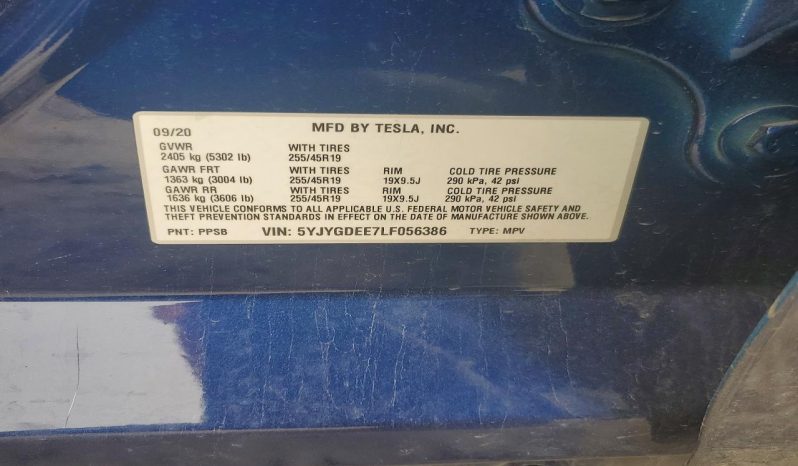 09/20 MFD BY TESLA, INC.
GVWR WITH TIRES
2405 kg (5302 lb) 255/45R19
GAWR FRT WITH TIRES RIM COLD TIRE PRESSURE
1363 kg (3004 lb) 255/45R19 19X9.5J 290 kPa, 42 psi
GAWR RR WITH TIRES RIM COLD TIRE PRESSURE
1636 kg (3606 lb) 255/45R19 19X9.5J 290 kPa, 42 psi
THIS VEHICLE CONFORMS TO ALL APPLICABLE U.S. FEDERAL MOTOR VEHICLE SAFETY AND
THEFT PREVENTION STANDARDS IN EFFECT ON THE DATE OF MANUFACTURE SHOWN ABOVE.
PNT: PPSB VIN: 5YJYGDEE7LF056386 TYPE: MPV